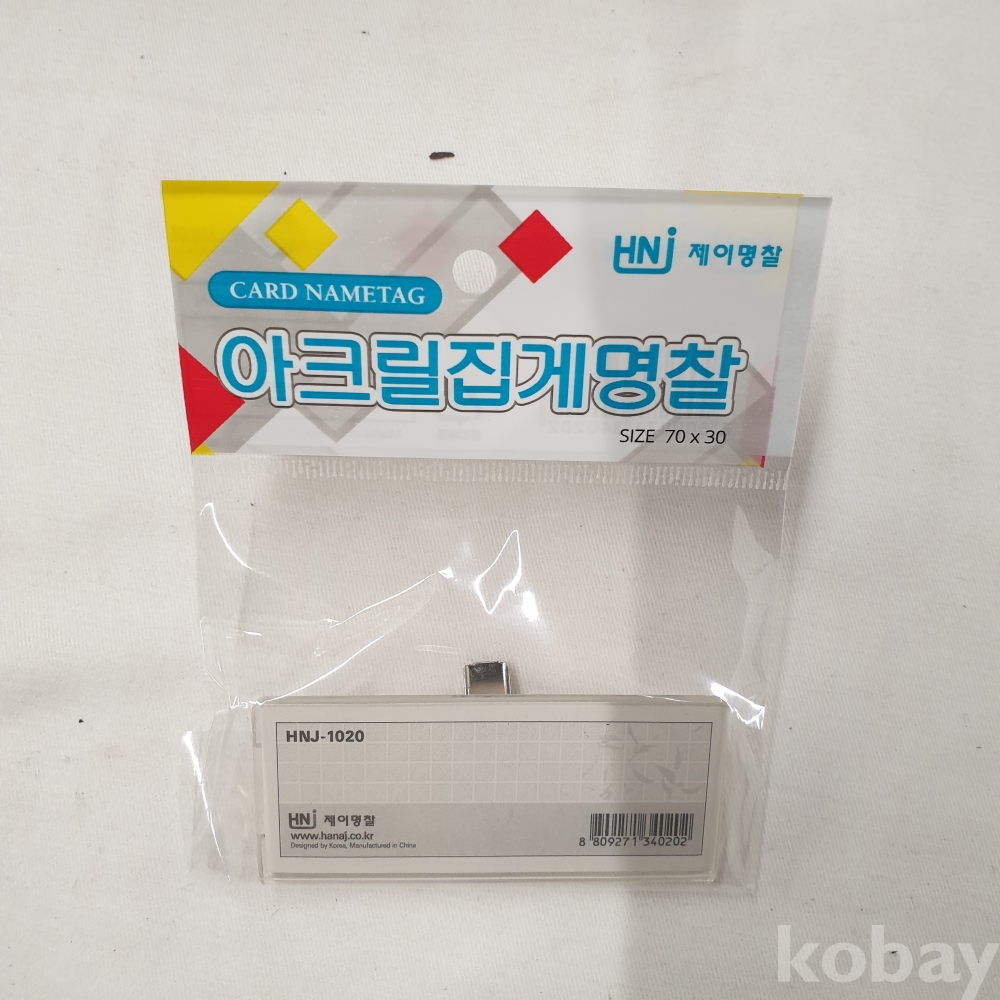 HNJ 제이명찰
CARD NAMETAG
아크릴집게명찰
SIZE 70 x 30
HNJ-1020
HNJ 제이명찰
www.hanaj.co.kr
Designed by Korea, Manufactured in China
8 809271 340202
kobay